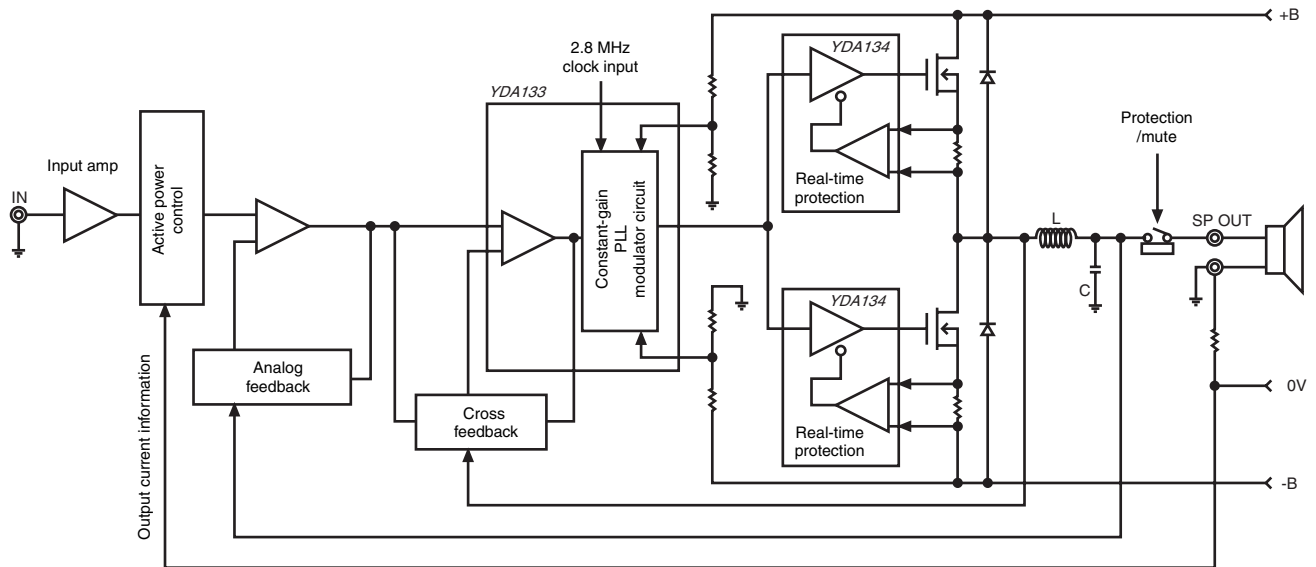 +B
2.8 MHz
clock input
YDA134
YDA133
Protection
/mute
Input amp
IN
Active power
control
Constant-gain
PLL
modulator circuit
Real-time
protection
L
SP OUT
C
YDA134
Analog
feedback
0V
Cross
feedback
Real-time
protection
Output current information
-B